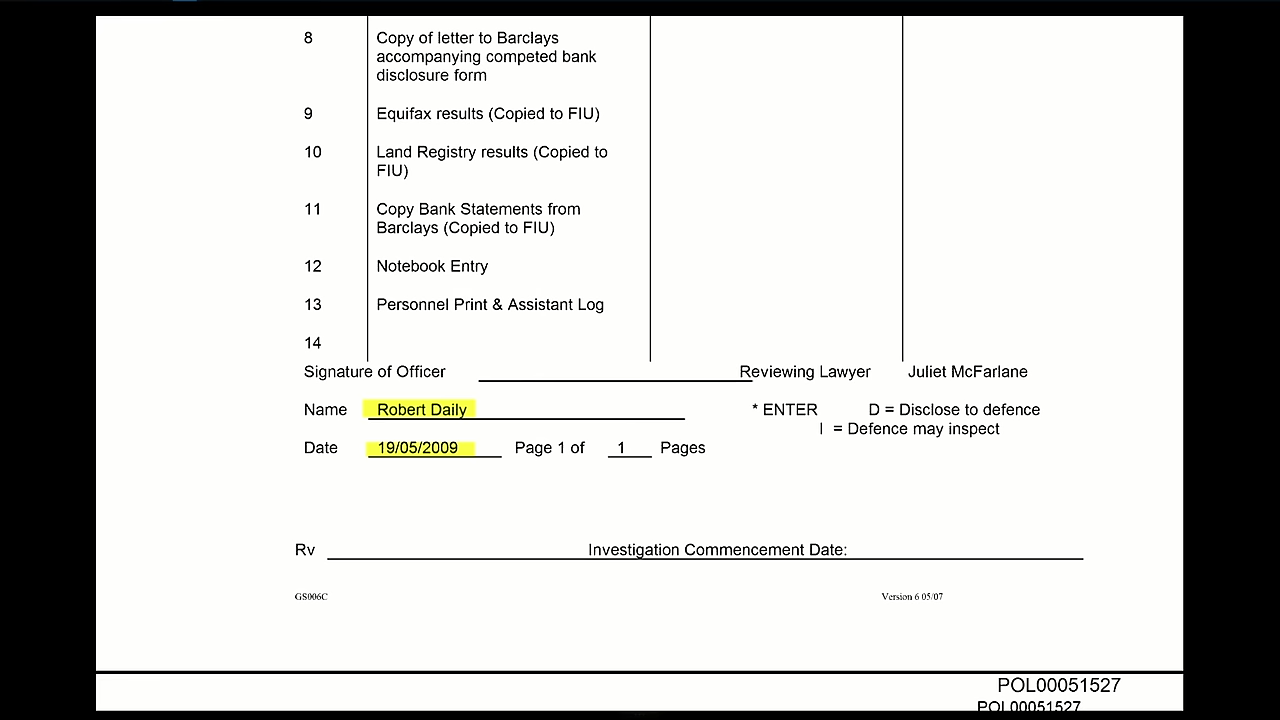 8 Copy of letter to Barclays
accompanying competed bank
disclosure form
9 Equifax results (Copied to FIU)
10 Land Registry results (Copied to
FIU)
11 Copy Bank Statements from
Barclays (Copied to FIU)
12 Notebook Entry
13 Personnel Print & Assistant Log
14
Signature of Officer Reviewing Lawyer Juliet McFarlane
Name Robert Daily * ENTER D = Disclose to defence
I = Defence may inspect
Date 19/05/2009 Page 1 of 1 Pages
Rv Investigation Commencement Date:
GS006C Version 6 05/07
POL00051527
POL00051527